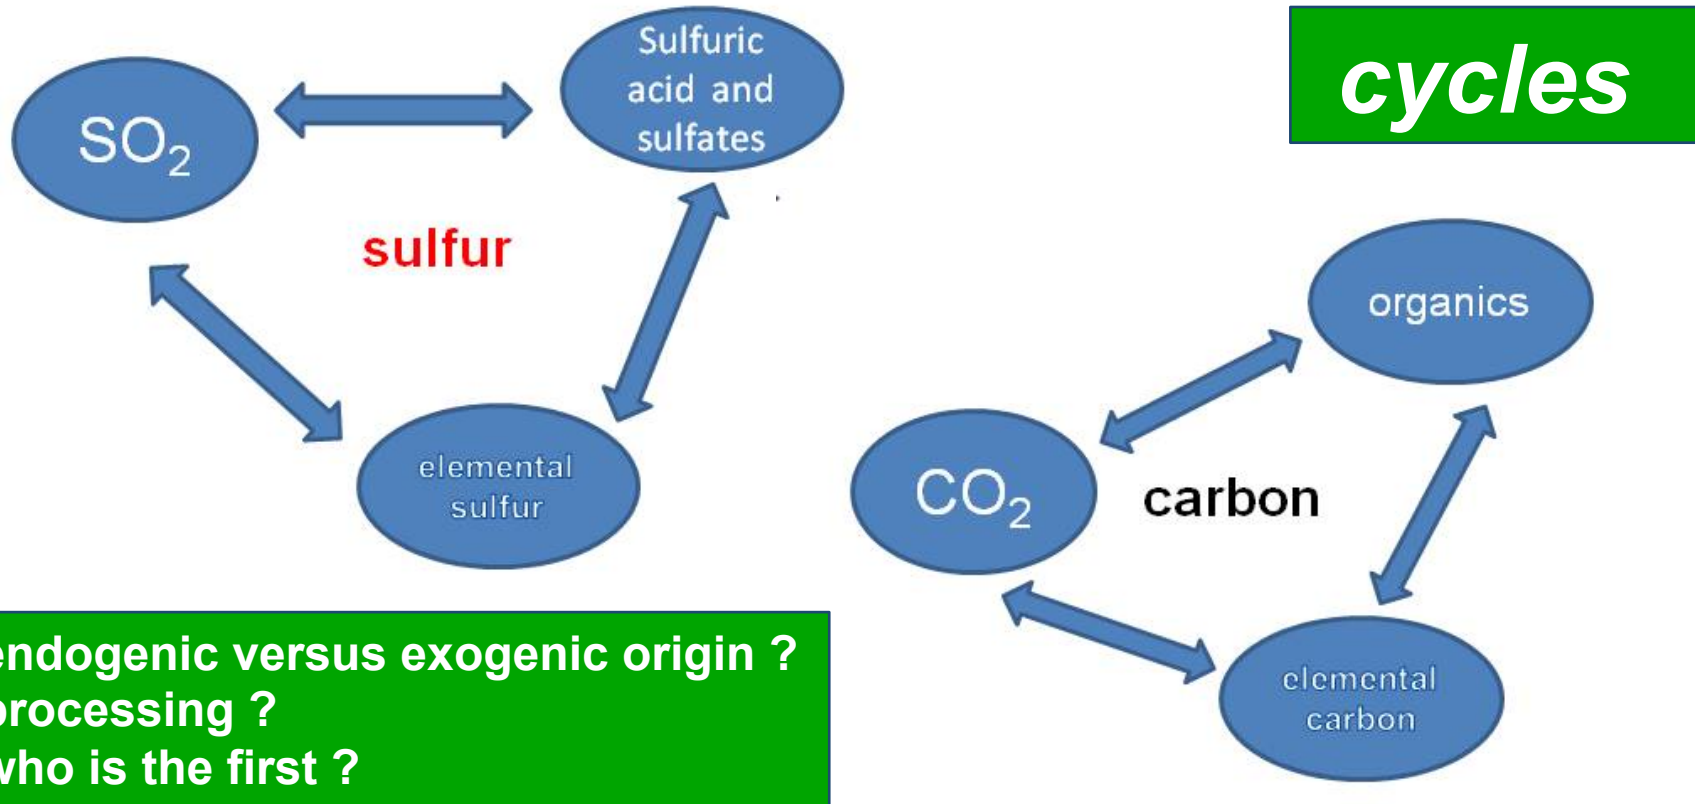 cycles
SO₂
Sulfuric
acid and
sulfates
sulfur
elemental
sulfur
organics
CO₂
carbon
elemental
carbon
endogenic versus exogenic origin ?
processing ?
who is the first ?